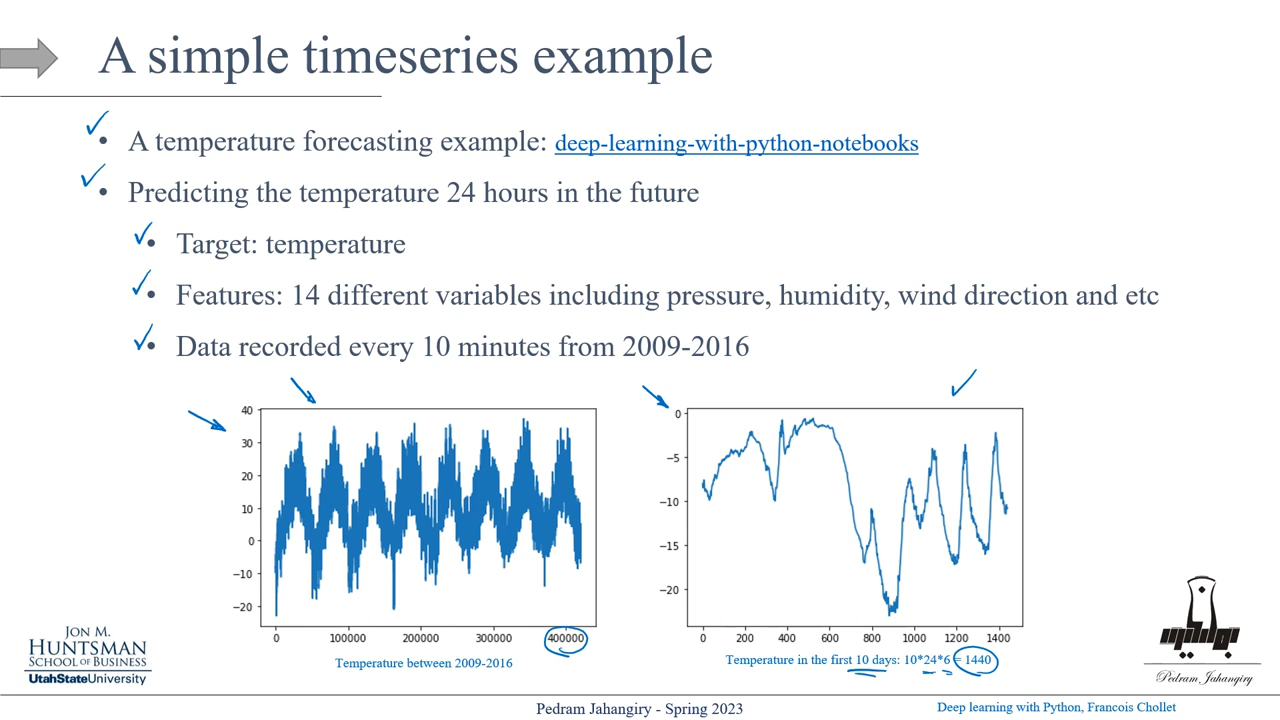 A simple timeseries example
• A temperature forecasting example: deep-learning-with-python-notebooks
• Predicting the temperature 24 hours in the future
• Target: temperature
• Features: 14 different variables including pressure, humidity, wind direction and etc
• Data recorded every 10 minutes from 2009-2016
40
30
20
10
0
−10
−20
0 100000 200000 300000 400000
Temperature between 2009-2016
0
−5
−10
−15
−20
0 200 400 600 800 1000 1200 1400
Temperature in the first 10 days: 10*24*6 = 1440
JON M.
HUNTSMAN
SCHOOL OF BUSINESS
UtahStateUniversity
Pedram Jahangiry
Pedram Jahangiry - Spring 2023
Deep learning with Python, Francois Chollet